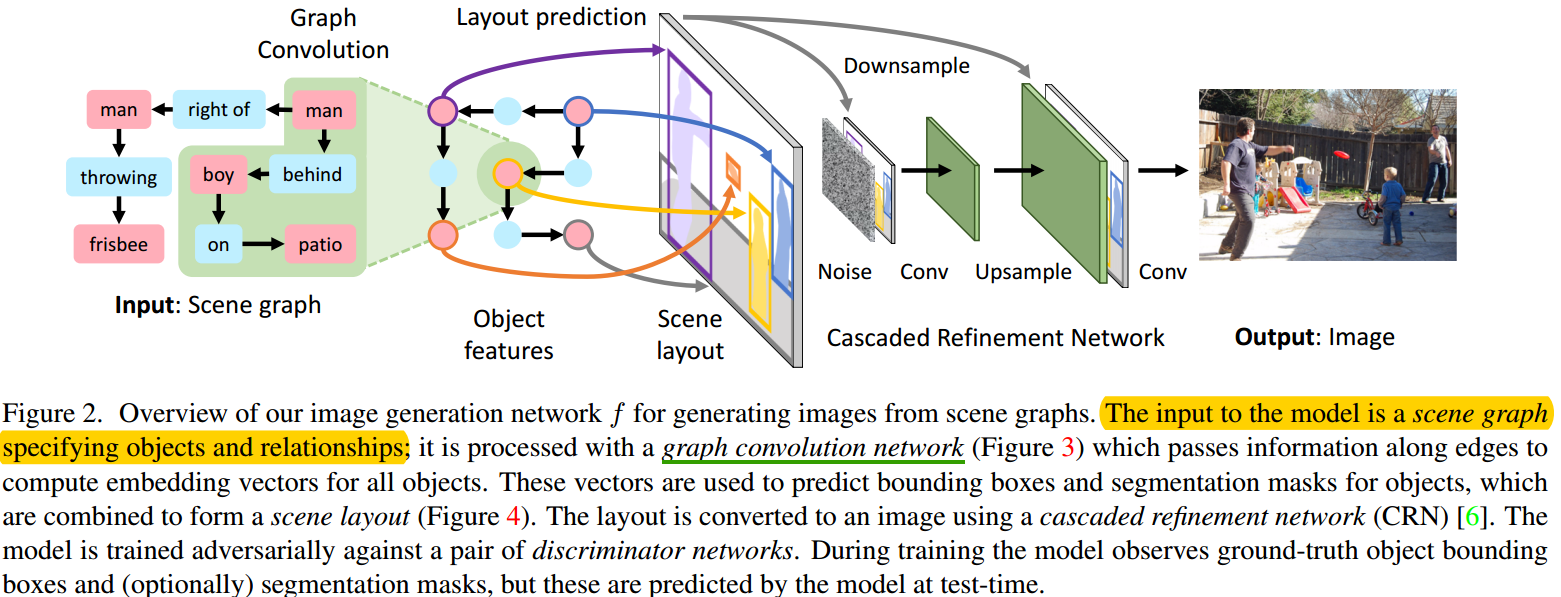 Graph
Convolution
Layout prediction
man
right of
man
throwing
boy
behind
frisbee
on
patio
Input: Scene graph
Object
features
Scene
layout
Downsample
Noise
Conv
Upsample
Conv
Cascaded Refinement Network
Output: Image
Figure 2. Overview of our image generation network f for generating images from scene graphs. The input to the model is a scene graph
specifying objects and relationships; it is processed with a graph convolution network (Figure 3) which passes information along edges to
compute embedding vectors for all objects. These vectors are used to predict bounding boxes and segmentation masks for objects, which
are combined to form a scene layout (Figure 4). The layout is converted to an image using a cascaded refinement network (CRN) [6]. The
model is trained adversarially against a pair of discriminator networks. During training the model observes ground-truth object bounding
boxes and (optionally) segmentation masks, but these are predicted by the model at test-time.